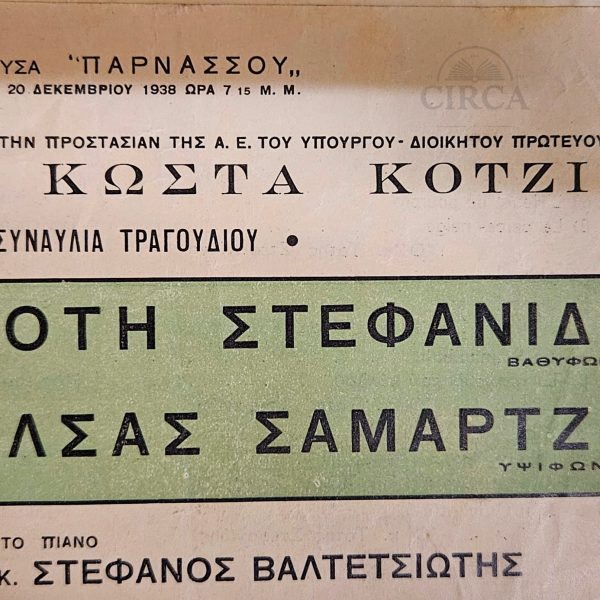 CIRCA
ΥΣΑ "ΠΑΡΝΑΣΣΟΥ„
20 ΔΕΚΕΜΒΡΙΟΥ 1938 ΩΡΑ 7 15 Μ. Μ.
ΤΗΝ ΠΡΟΣΤΑΣΙΑΝ ΤΗΣ Α. Ε. ΤΟΥ ΥΠΟΥΡΓΟΥ - ΔΙΟΙΚΗΤΟΥ ΠΡΩΤΕΥΟΥ
ΚΩΣΤΑ ΚΟΤΖΙ
ΣΥΝΑΥΛΙΑ ΤΡΑΓΟΥΔΙΟΥ •
ΟΤΗ ΣΤΕΦΑΝΙΔ
ΒΑΘΥΦΩ
ΛΣΑΣ ΣΑΜΑΡΤΖ
ΥΨΙΦΩΝ
ΤΟ ΠΙΑΝΟ
κ. ΣΤΕΦΑΝΟΣ ΒΑΛΤΕΤΣΙΩΤΗΣ